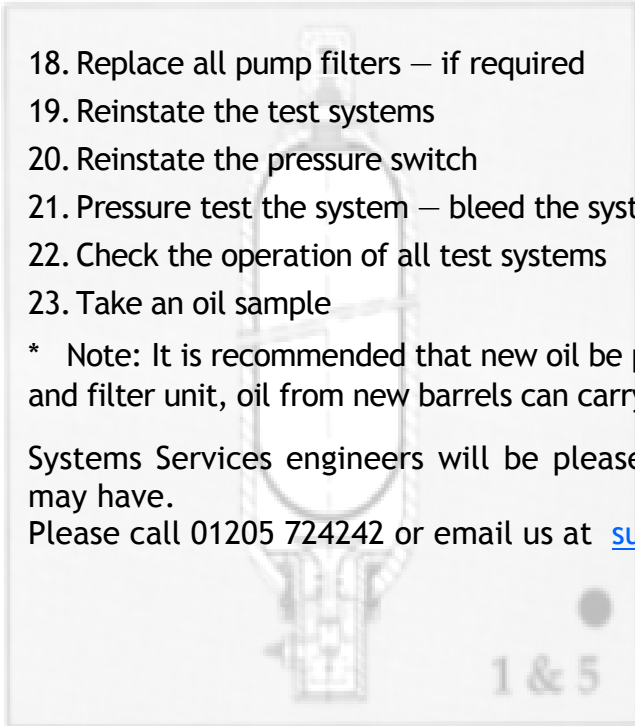 18. Replace all pump filters — if required
19. Reinstate the test systems
20. Reinstate the pressure switch
21. Pressure test the system — bleed the syst
22. Check the operation of all test systems
23. Take an oil sample
* Note: It is recommended that new oil be p
and filter unit, oil from new barrels can carry
Systems Services engineers will be please
may have.
Please call 01205 724242 or email us at su
1 & 5